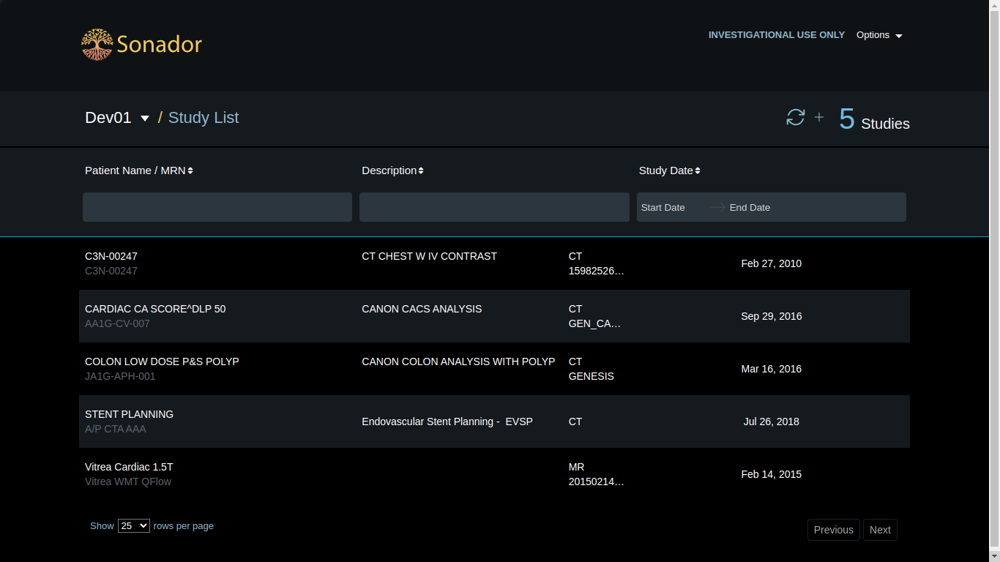 Sonador
INVESTIGATIONAL USE ONLY Options
Dev01 / Study List
5 Studies
Patient Name / MRN Description Study Date
Start Date End Date
C3N-00247 CT CHEST W IV CONTRAST CT
C3N-00247 15982526… Feb 27, 2010
CARDIAC CA SCORE^DLP 50 CANON CACS ANALYSIS CT
AA1G-CV-007 GEN_CA… Sep 29, 2016
COLON LOW DOSE P&S POLYP CANON COLON ANALYSIS WITH POLYP CT
JA1G-APH-001 GENESIS Mar 16, 2016
STENT PLANNING
A/P CTA AAA Endovascular Stent Planning -  EVSP CT Jul 26, 2018
Vitrea Cardiac 1.5T MR
Vitrea WMT QFlow 20150214… Feb 14, 2015
Show 25 rows per page
Previous Next